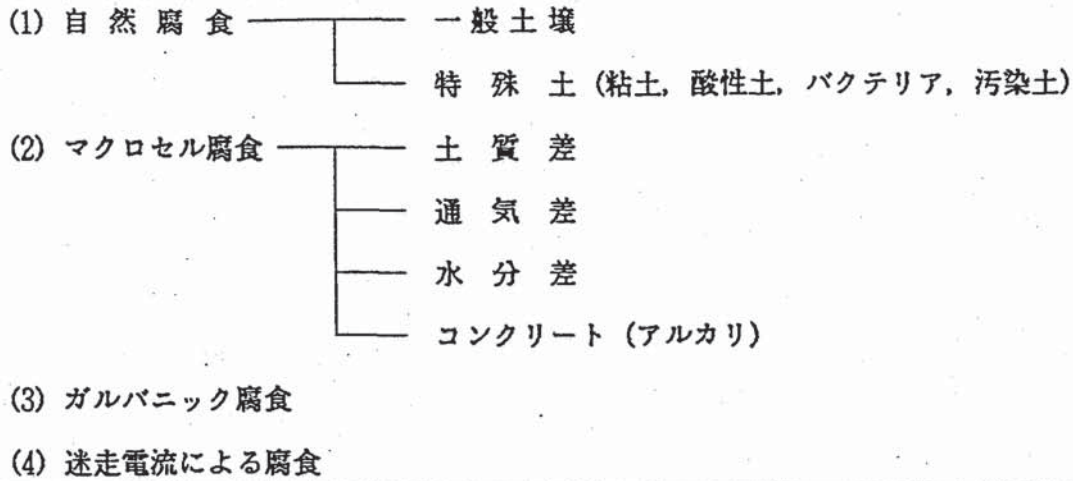 (1) 自然腐食 一般土壌
特殊土 (粘土, 酸性土, バクテリア, 汚染土)
(2) マクロセル腐食 土質差
通気差
水分差
コンクリート (アルカリ)
(3) ガルバニック腐食
(4) 迷走電流による腐食